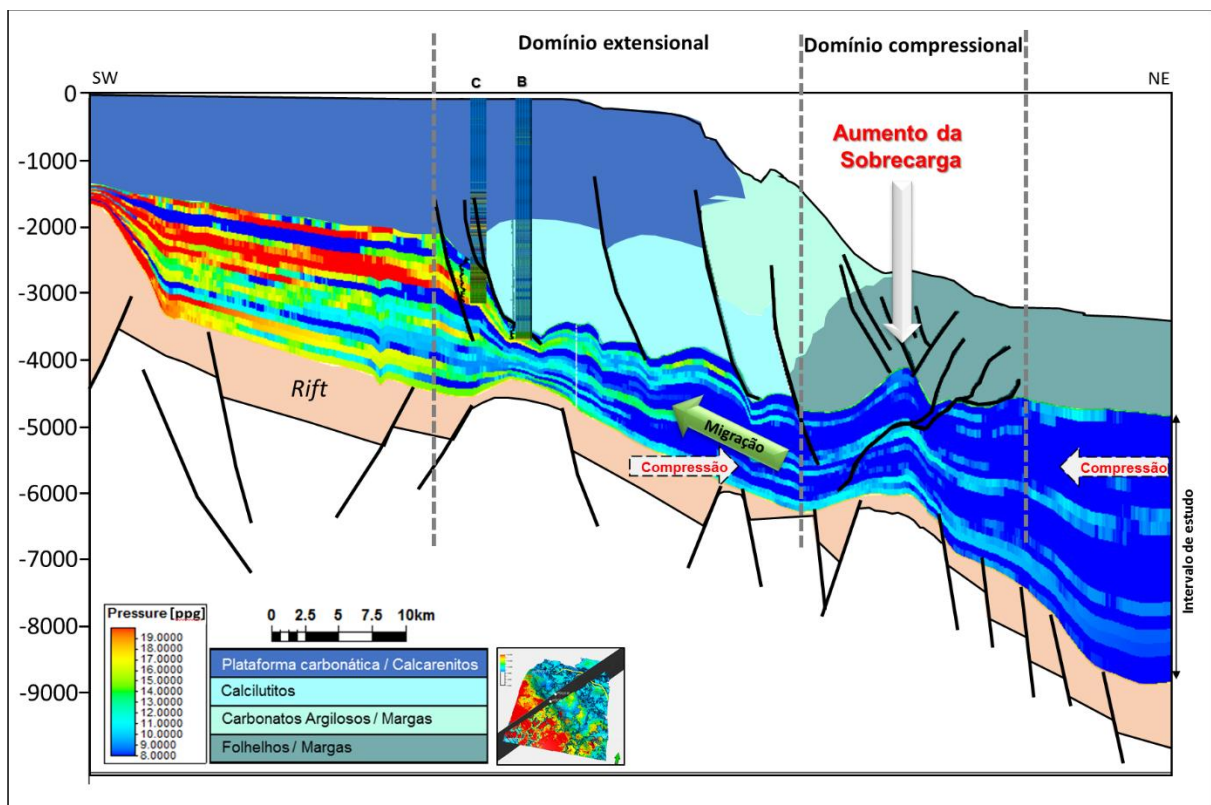 Domínio extensional
Domínio compressional
SW
C
B
NE
0
-1000
-2000
-3000
-4000
-5000
-6000
-7000
-8000
-9000
Aumento da
Sobrecarga
Rift
Migração
Compressão
Compressão
Intervalo de estudo
Pressure [ppg]
19.0000
18.0000
17.0000
16.0000
15.0000
14.0000
13.0000
12.0000
11.0000
10.0000
9.0000
8.0000
0 2.5 5 7.5 10km
Plataforma carbonática / Calcarenitos
Calcilutitos
Carbonatos Argilosos / Margas
Folhelhos / Margas